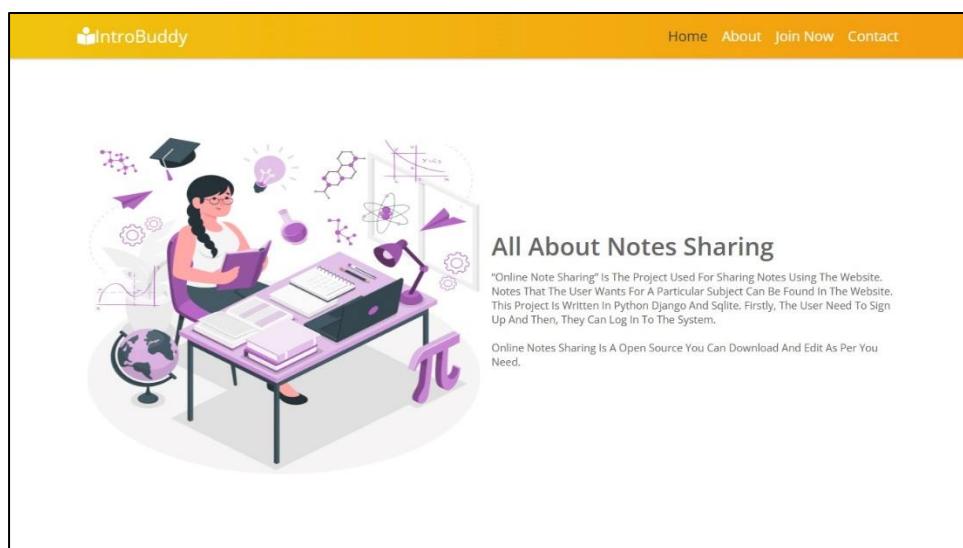 IntroBuddy
Home About Join Now Contact
All About Notes Sharing
“Online Note Sharing” Is The Project Used For Sharing Notes Using The Website.
Notes That The User Wants For A Particular Subject Can Be Found In The Website.
This Project Is Written In Python Django And Sqlite. Firstly, The User Need To Sign
Up And Then, They Can Log In To The System.
Online Notes Sharing Is A Open Source You Can Download And Edit As Per You
Need.